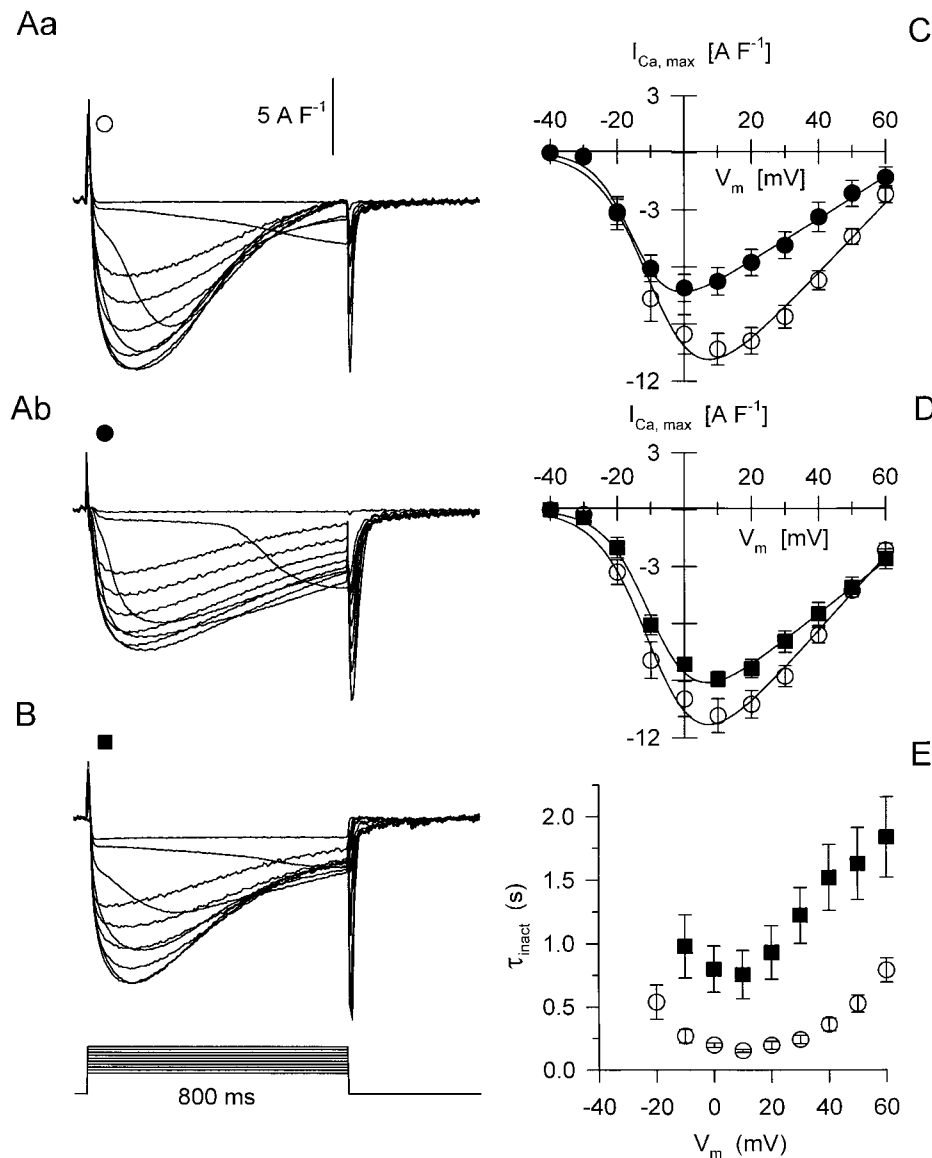 Aa
5 A F⁻¹
Ab
B
800 ms
C
I_Ca, max [A F⁻¹]
3
-40 -20 20 40 60
V_m [mV]
-3
-12
D
I_Ca, max [A F⁻¹]
3
-40 -20 20 40 60
V_m [mV]
-3
-12
E
2.0
1.5
1.0
0.5
0.0
τ_inact (s)
-40 -20 0 20 40 60
V_m (mV)